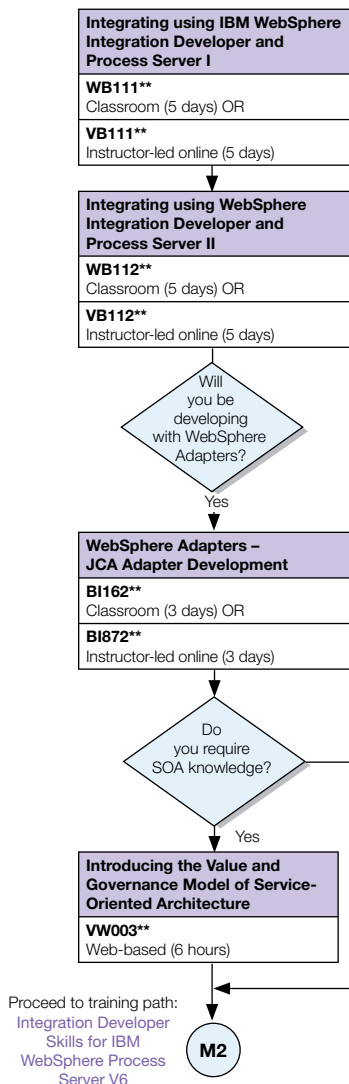 Integrating using IBM WebSphere
Integration Developer and
Process Server I
WB111**
Classroom (5 days) OR
VB111**
Instructor-led online (5 days)
Integrating using WebSphere
Integration Developer and
Process Server II
WB112**
Classroom (5 days) OR
VB112**
Instructor-led online (5 days)
Will
you be
developing
with WebSphere
Adapters?
Yes
WebSphere Adapters –
JCA Adapter Development
BI162**
Classroom (3 days) OR
BI872**
Instructor-led online (3 days)
Do
you require
SOA knowledge?
Yes
Introducing the Value and
Governance Model of Service-
Oriented Architecture
VW003**
Web-based (6 hours)
Proceed to training path:
Integration Developer
Skills for IBM
WebSphere Process
Server V6
M2